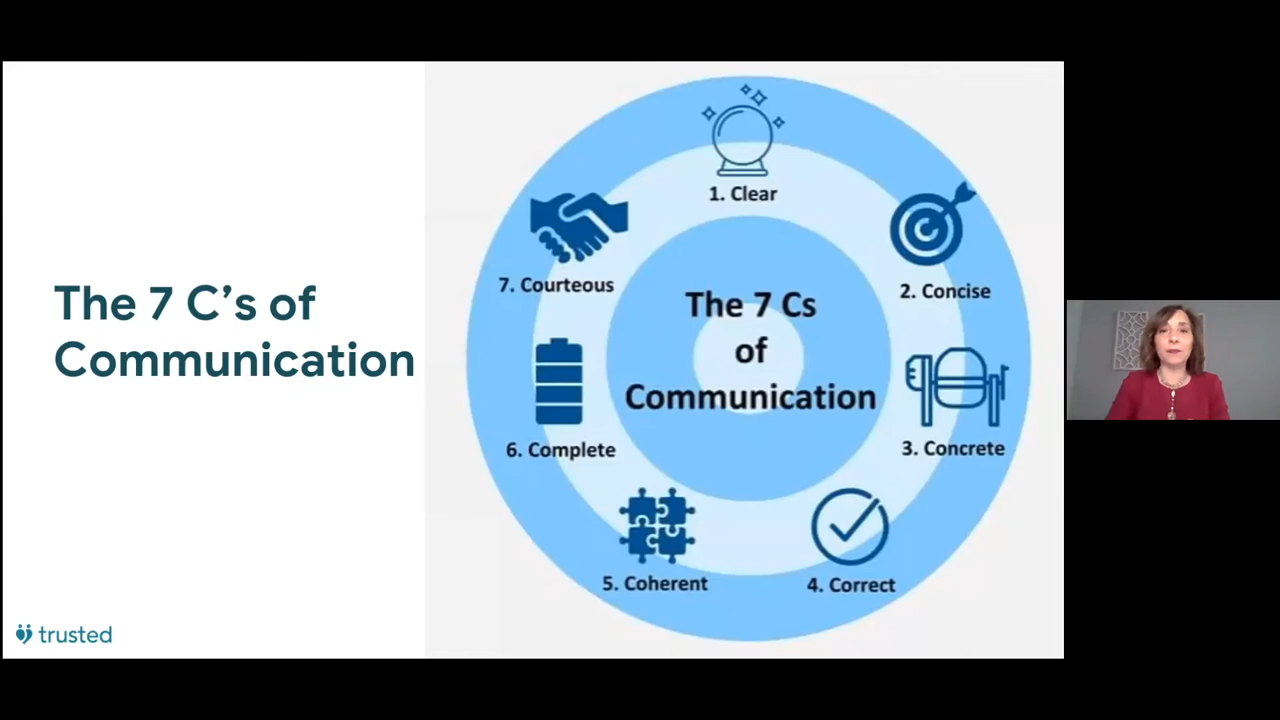 The 7 C’s of
Communication
1. Clear
2. Concise
3. Concrete
4. Correct
5. Coherent
6. Complete
7. Courteous
The 7 Cs
of
Communication
trusted